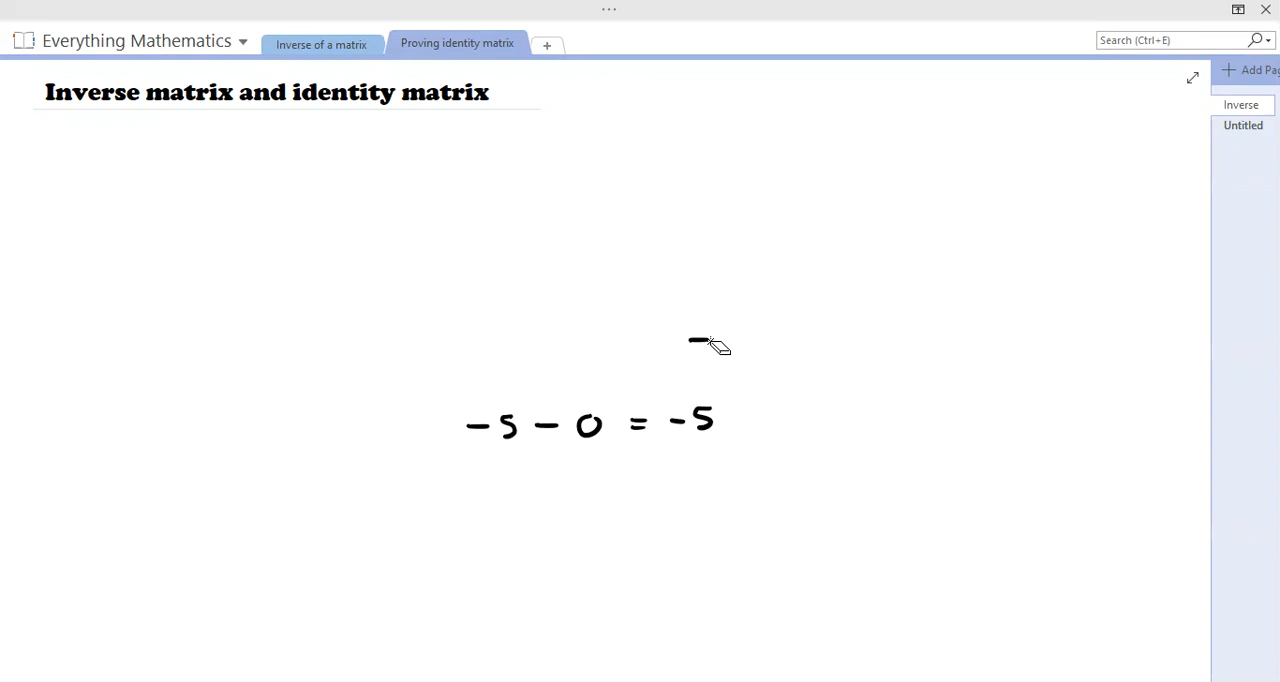 ...
Everything Mathematics
Inverse of a matrix
Proving identity matrix
+
Search (Ctrl+E)
Add Pag
Inverse matrix and identity matrix
Inverse
Untitled
-
-5 - 0 = -5